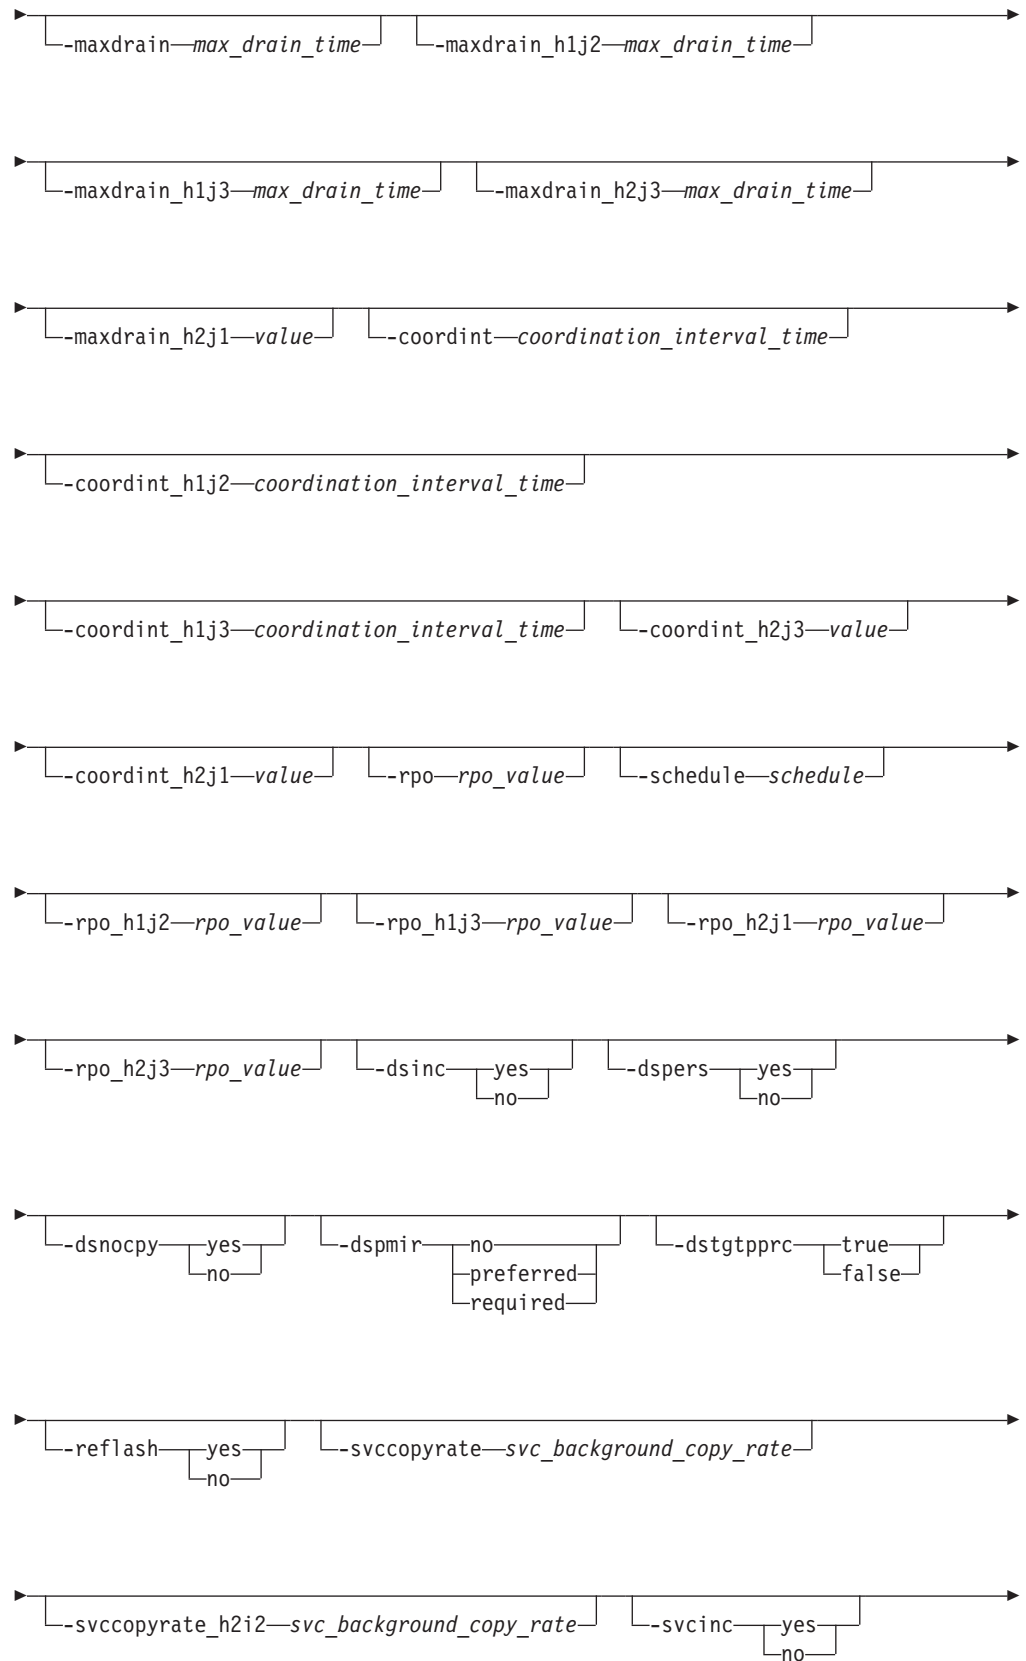 -maxdrain max_drain_time -maxdrain_h1j2 max_drain_time
-maxdrain_h1j3 max_drain_time -maxdrain_h2j3 max_drain_time
-maxdrain_h2j1 value -coordint coordination_interval_time
-coordint_h1j2 coordination_interval_time
-coordint_h1j3 coordination_interval_time -coordint_h2j3 value
-coordint_h2j1 value -rpo rpo_value -schedule schedule
-rpo_h1j2 rpo_value -rpo_h1j3 rpo_value -rpo_h2j1 rpo_value
-rpo_h2j3 rpo_value -dsinc yes -dspers yes
no no
-dsnocpy yes -dspmir no -dstgtpprc true
no preferred false
required
-reflash yes -svccopyrate svc_background_copy_rate
no
-svccopyrate_h2i2 svc_background_copy_rate -svcinc yes
no